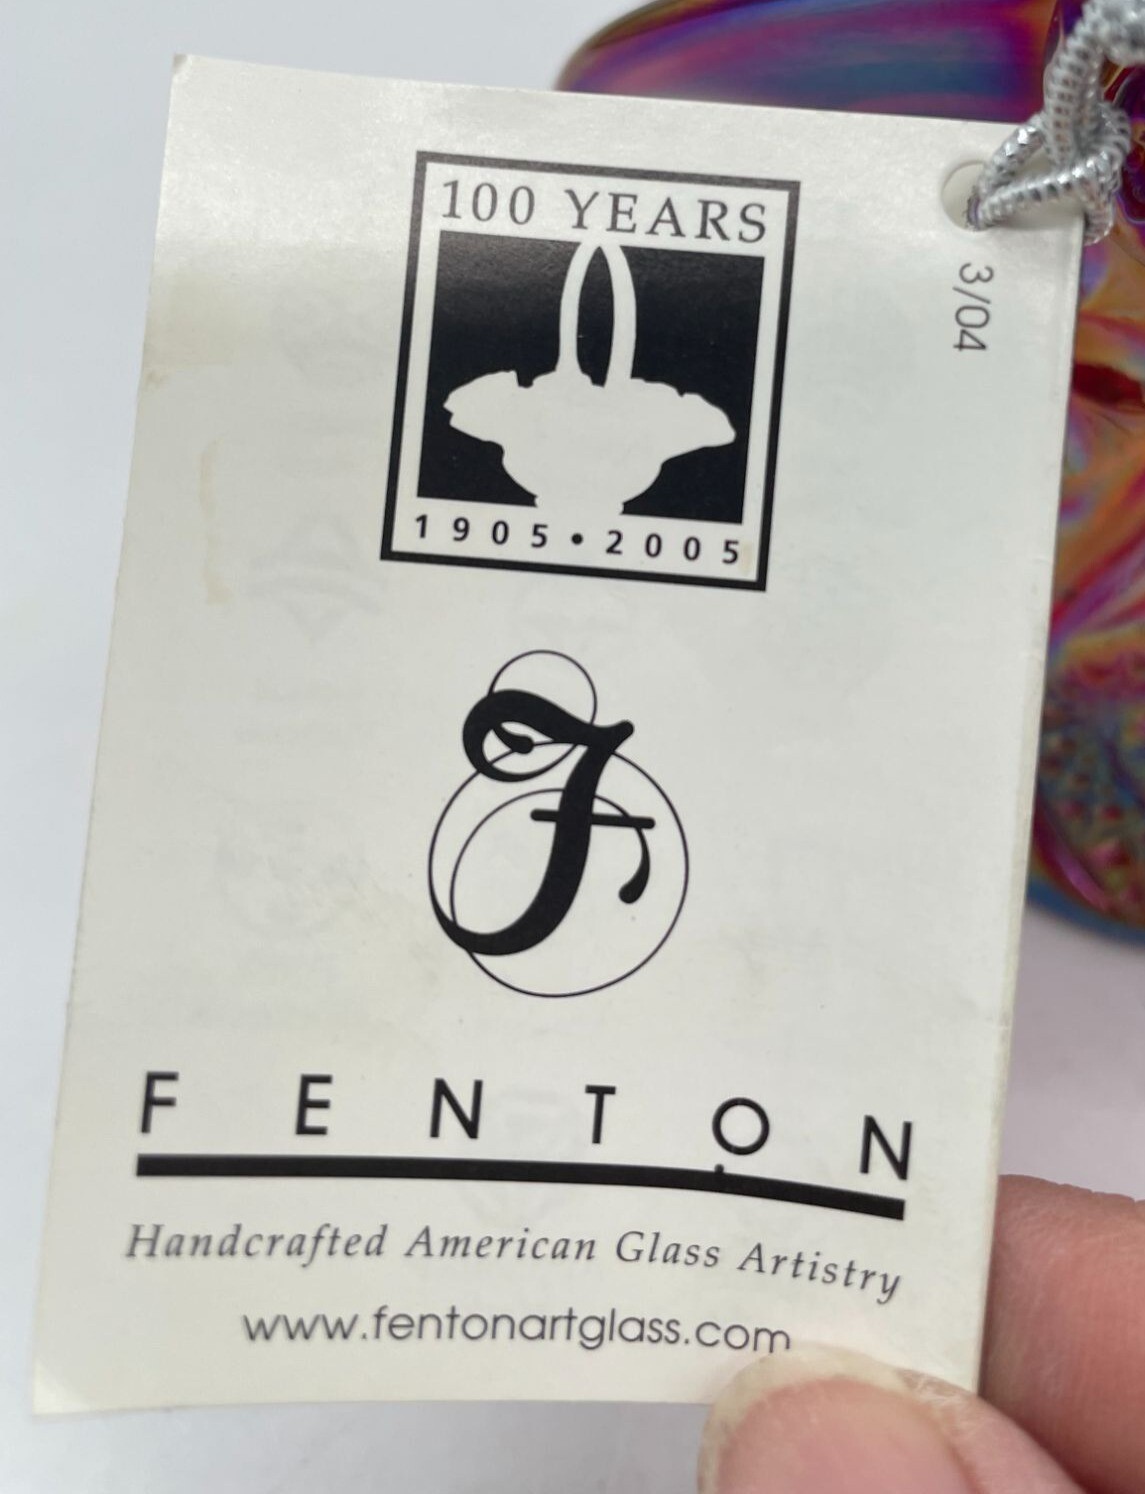 100 YEARS
1905•2005
3/04
F
FENTON
Handcrafted American Glass Artistry
www.fentonartglass.com